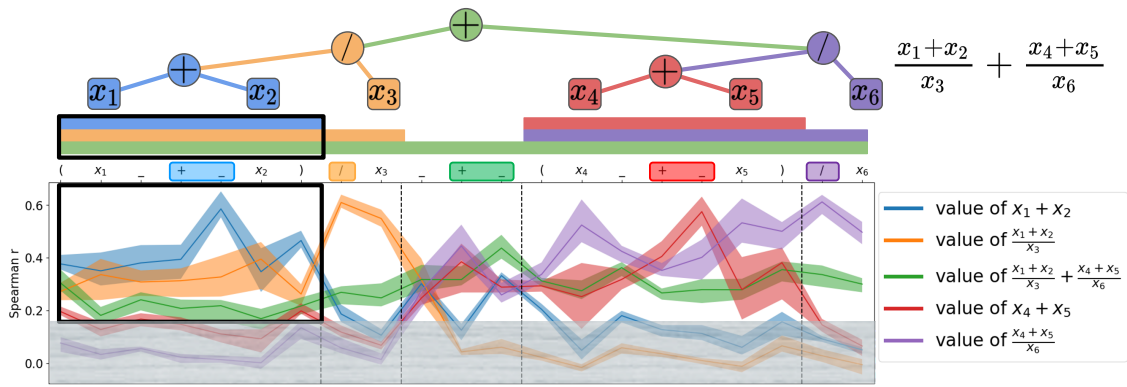 +
/
+
+
/
x₁ x₂ x₃ x₄ x₅ x₆
(x₁+x₂)/x₃ + (x₄+x₅)/x₆
( x₁ _ + _ x₂ ) / x₃ _ + _ ( x₄ _ + _ x₅ ) / x₆
Spearman r
0.6
0.4
0.2
0.0
value of x₁ + x₂
value of (x₁ + x₂)/x₃
value of (x₁ + x₂)/x₃ + (x₄ + x₅)/x₆
value of x₄ + x₅
value of (x₄ + x₅)/x₆